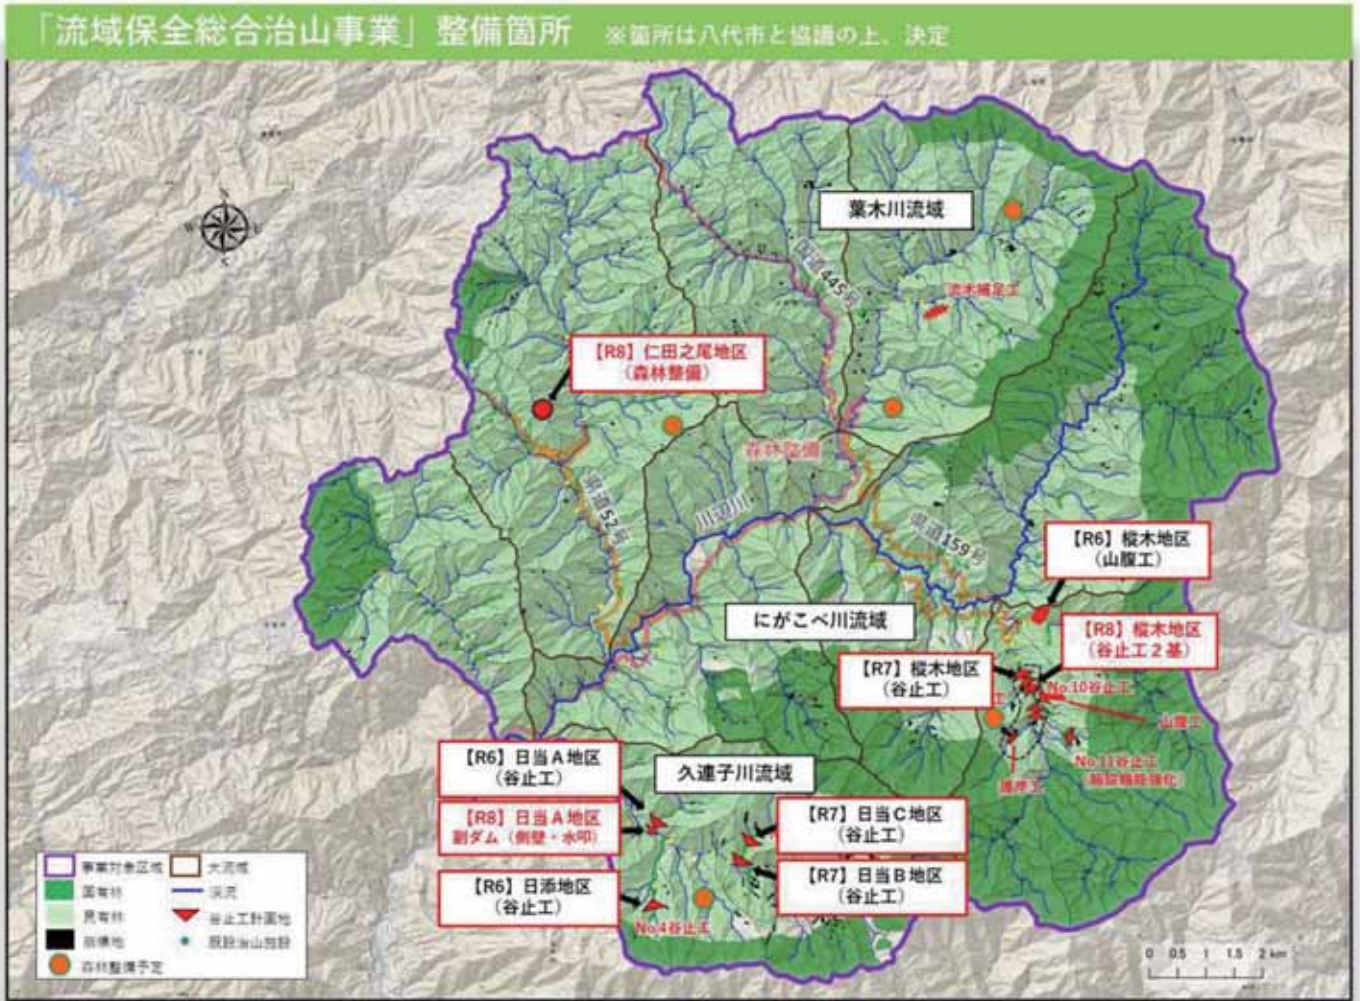 「流域保全総合治山事業」整備箇所 ※箇所は八代市と協議の上、決定
葉木川流域
国道445号
流木補足工
【R8】仁田之尾地区
（森林整備）
森林整備
県道52号
川辺川
県道159号
【R6】樅木地区
（山腹工）
にがこべ川流域
【R8】樅木地区
（谷止工２基）
【R7】樅木地区
（谷止工）
工
No.10谷止工
山腹工
No.11谷止工
護岸工
【R6】日当Ａ地区
（谷止工）
久連子川流域
【R8】日当Ａ地区
副ダム（側壁・水叩）
【R7】日当Ｃ地区
（谷止工）
【R6】日添地区
（谷止工）
【R7】日当Ｂ地区
（谷止工）
No.4谷止工
事業対象区域
大流域
国有林
渓流
民有林
谷止工計画地
崩壊地
既設治山施設
森林整備予定
0 0.5 1 1.5 2 km